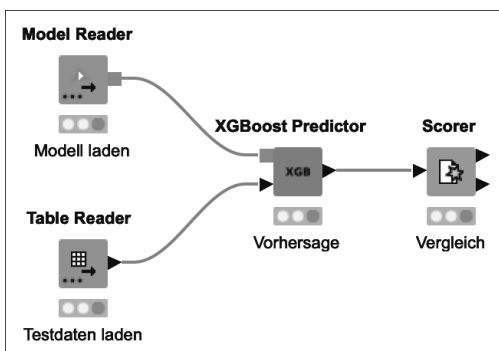 Model Reader
Modell laden
XGBoost Predictor
XGB
Vorhersage
Scorer
Vergleich
Table Reader
Testdaten laden